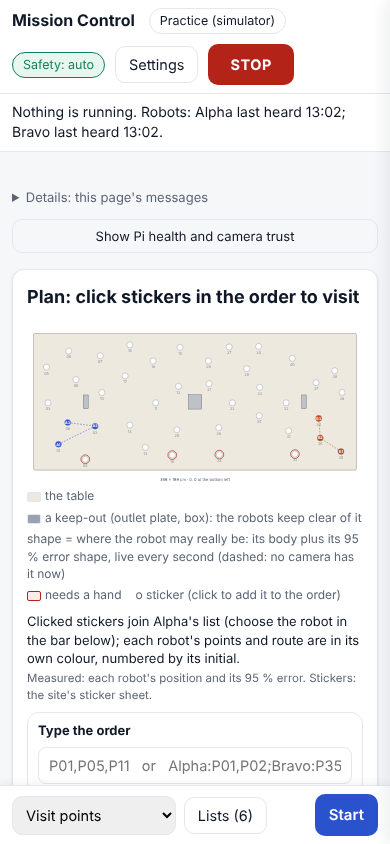 Mission Control
Practice (simulator)
Safety: auto
Settings
STOP
Nothing is running. Robots: Alpha last heard 13:02;
Bravo last heard 13:02.
Details: this page's messages
Show Pi health and camera trust
Plan: click stickers in the order to visit
the table
a keep-out (outlet plate, box): the robots keep clear of it
shape = where the robot may really be: its body plus its 95
% error shape, live every second (dashed: no camera has
it now)
needs a hand o sticker (click to add it to the order)
Clicked stickers join Alpha's list (choose the robot in
the bar below); each robot's points and route are in its
own colour, numbered by its initial.
Measured: each robot's position and its 95 % error. Stickers:
the site's sticker sheet.
Type the order
P01,P05,P11 or Alpha:P01,P02;Bravo:P35
Visit points
Lists (6)
Start